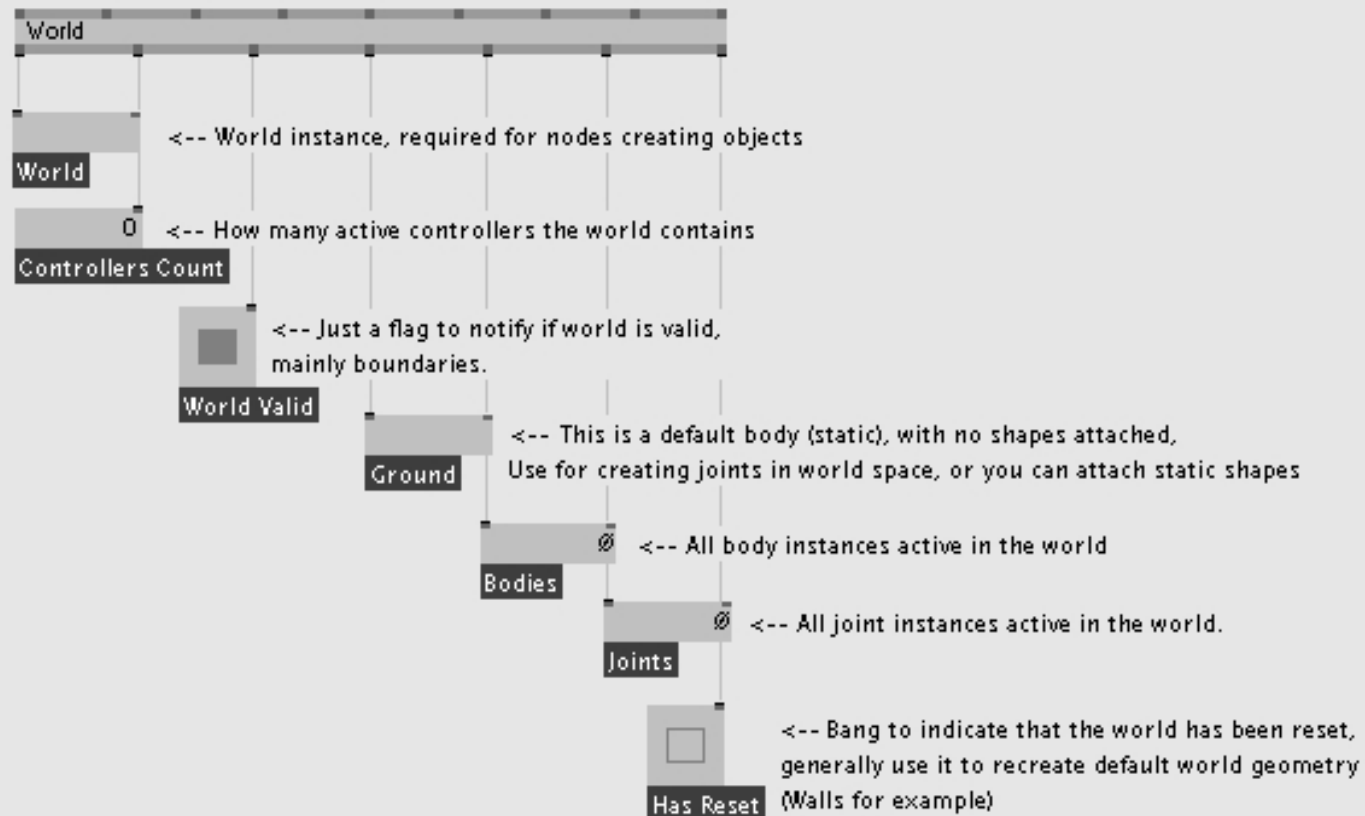 World
<-- World instance, required for nodes creating objects
World
0
<-- How many active controllers the world contains
Controllers Count
<-- Just a flag to notify if world is valid,
mainly boundaries.
World Valid
<-- This is a default body (static), with no shapes attached,
Ground
Use for creating joints in world space, or you can attach static shapes
Ø
<-- All body instances active in the world
Bodies
Ø
<-- All joint instances active in the world.
Joints
<-- Bang to indicate that the world has been reset,
generally use it to recreate default world geometry
Has Reset
(Walls for example)